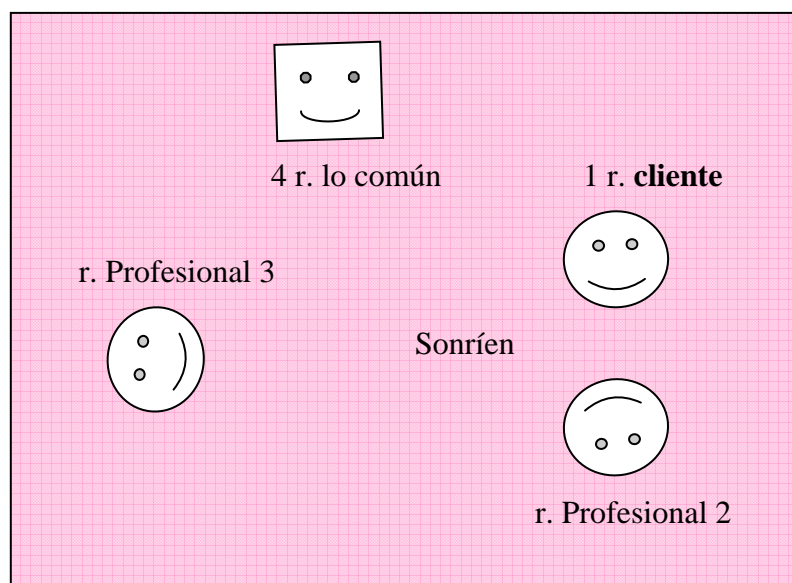 4 r. lo común
1 r. cliente
r. Profesional 3
Sonríen
r. Profesional 2